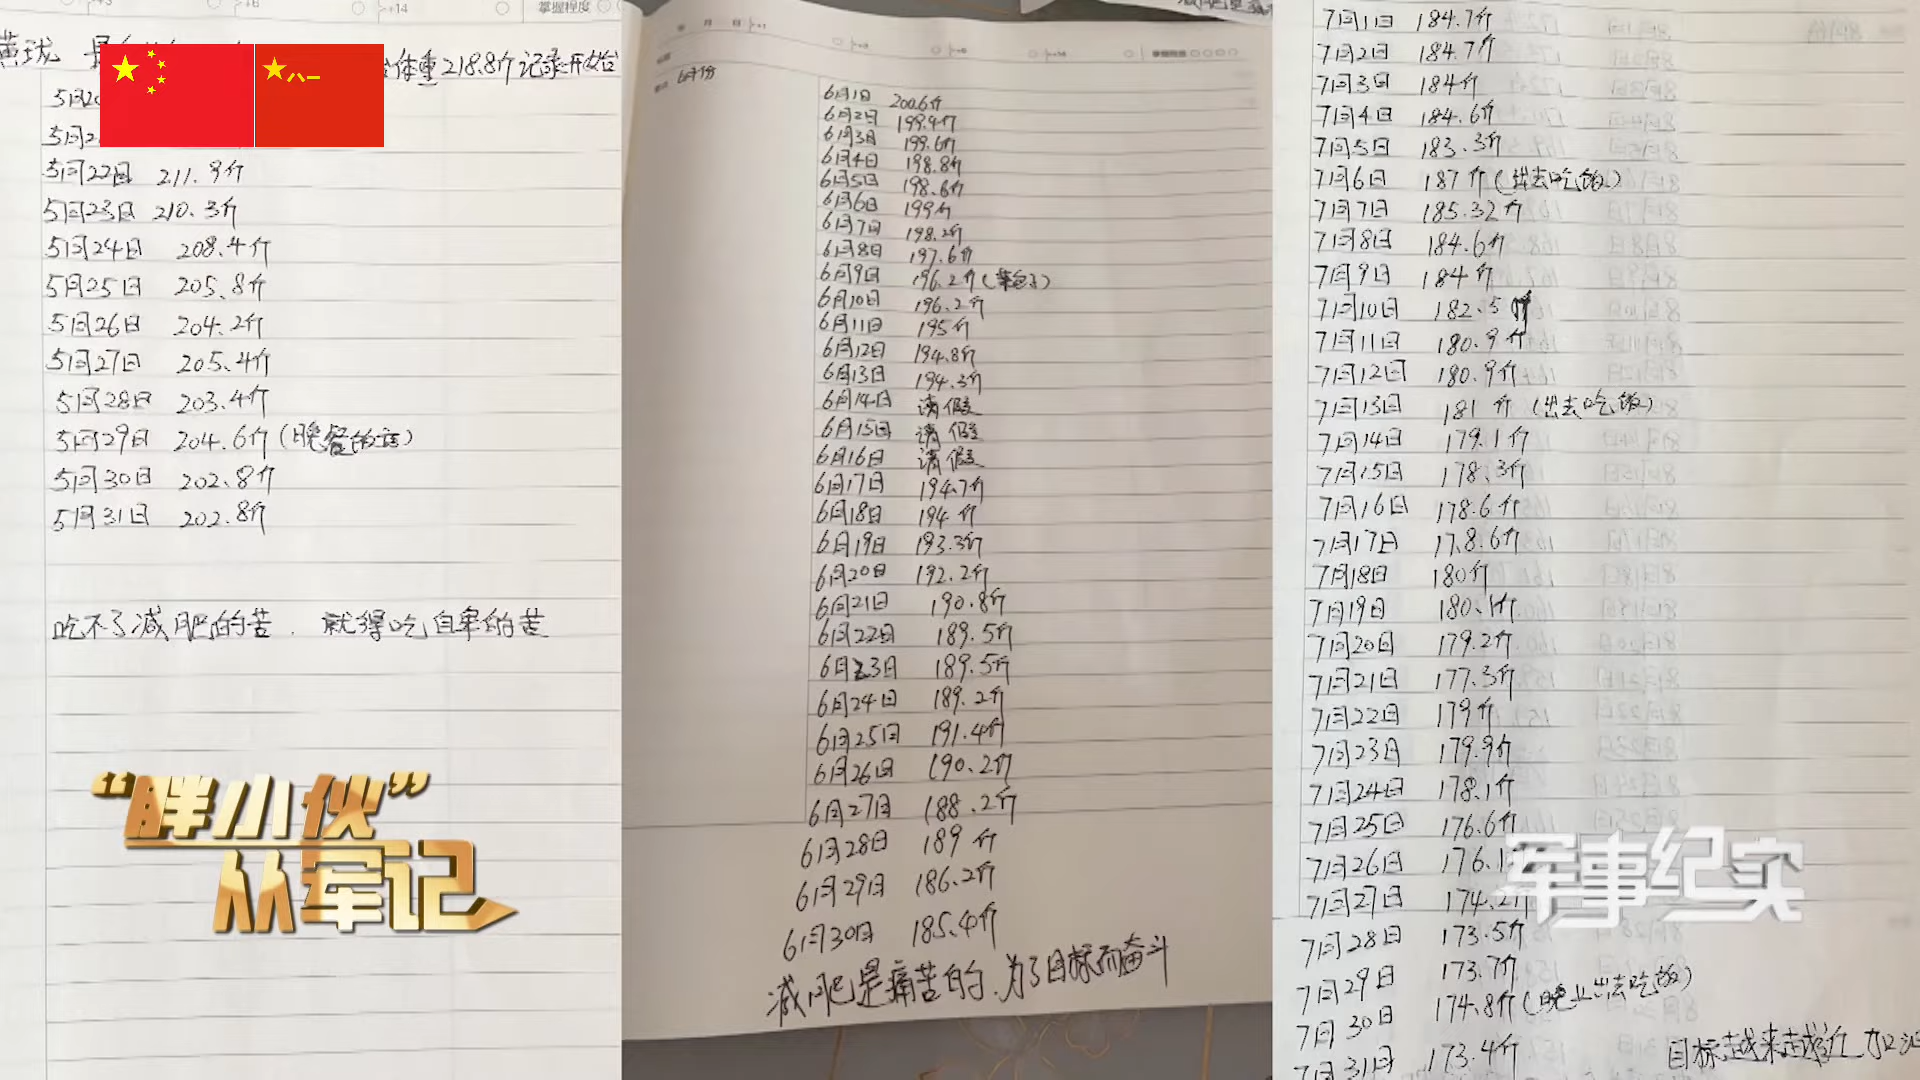 +14
掌握程度
体重218.8斤记录开始
5月22日 211.9斤
5月23日 210.3斤
5月24日 208.4斤
5月25日 205.8斤
5月26日 204.2斤
5月27日 205.4斤
5月28日 203.4斤
5月29日 204.6斤(晚餐
5月30日 202.8斤
5月31日 202.8斤
吃不了减肥的苦. 就得吃自卑的苦
“胖小伙”
从军记
6月份
6月1日 200.6斤
6月2日 199.9斤
6月3日 199.6斤
6月4日 198.8斤
6月5日 198.6斤
6月6日 199斤
6月7日 198.2斤
6月8日 197.6斤
6月9日 196.2斤
6月10日 196.2斤
6月11日 195斤
6月12日 194.8斤
6月13日 194.3斤
6月14日 请假
6月15日 请假
6月16日 请假
6月17日 194.7斤
6月18日 194斤
6月19日 193.3斤
6月20日 192.2斤
6月21日 190.8斤
6月22日 189.5斤
6月23日 189.5斤
6月24日 189.2斤
6月25日 191.4斤
6月26日 190.2斤
6月27日 188.2斤
6月28日 189斤
6月29日 186.2斤
6月30日 185.4斤
减肥是痛苦的、为了目标而奋斗
7月1日 184.7斤
7月2日 184.7斤
7月3日 184斤
7月4日 184.6斤
7月5日 183.3斤
7月6日 187斤(出去吃饭)
7月7日 185.32斤
7月8日 184.6斤
7月9日 184斤
7月10日 182.5斤
7月11日 180.9斤
7月12日 180.9斤
7月13日 181斤(出去吃饭)
7月14日 179.1斤
7月15日 178.3斤
7月16日 178.6斤
7月17日 178.6斤
7月18日 180斤
7月19日 180.1斤
7月20日 179.2斤
7月21日 177.3斤
7月22日 179斤
7月23日 179.9斤
7月24日 178.1斤
7月25日 176.6斤
7月26日 176.1
7月27日 174.2斤
7月28日 173.5斤
7月29日 173.7斤
7月30日 174.8斤(晚上出去吃饭)
7月31日 173.4斤
目标越来越近 加油
军事纪实